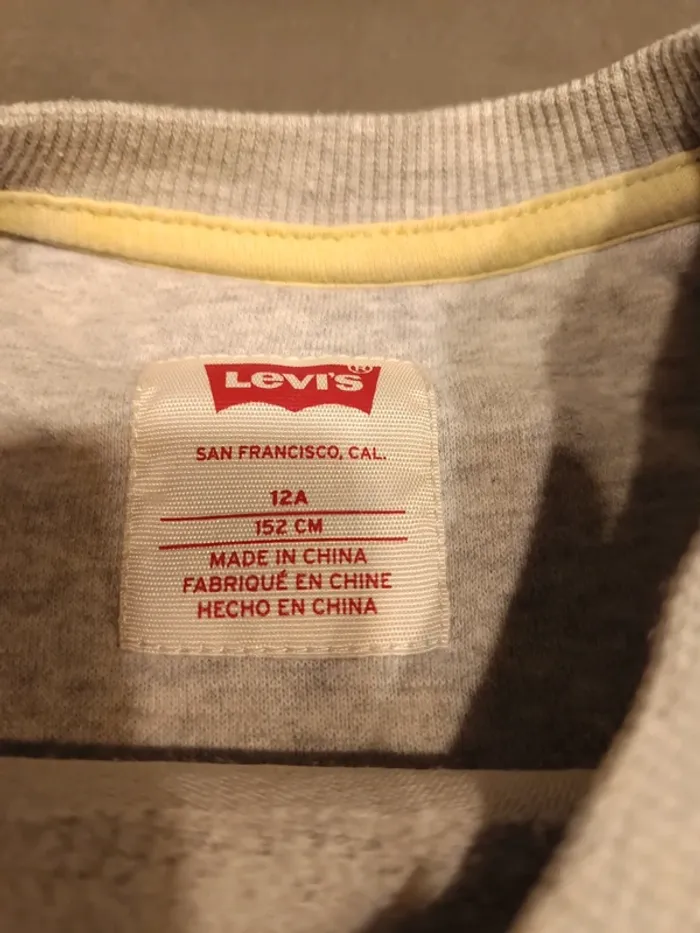 Levi's®
SAN FRANCISCO, CAL.
12A
152 CM
MADE IN CHINA
FABRIQUÉ EN CHINE
HECHO EN CHINA